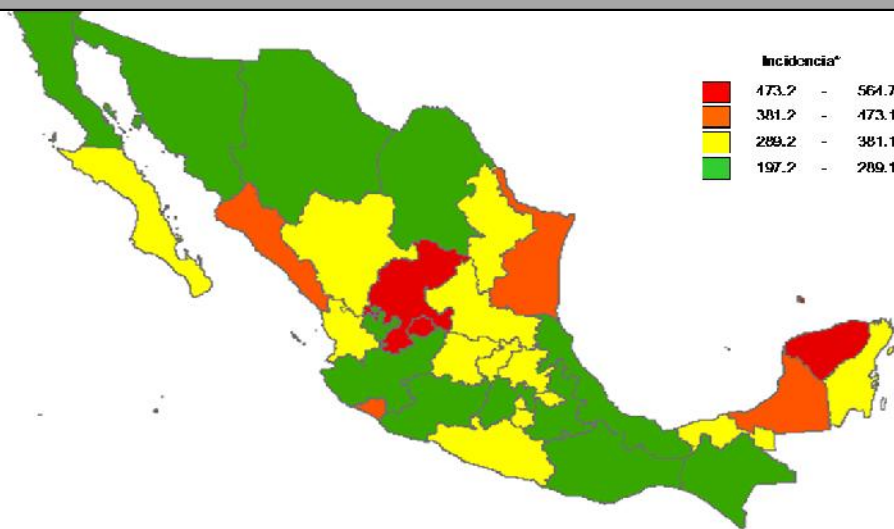 Incidencia*
473.2 - 564.7
381.2 - 473.1
289.2 - 381.1
197.2 - 289.1